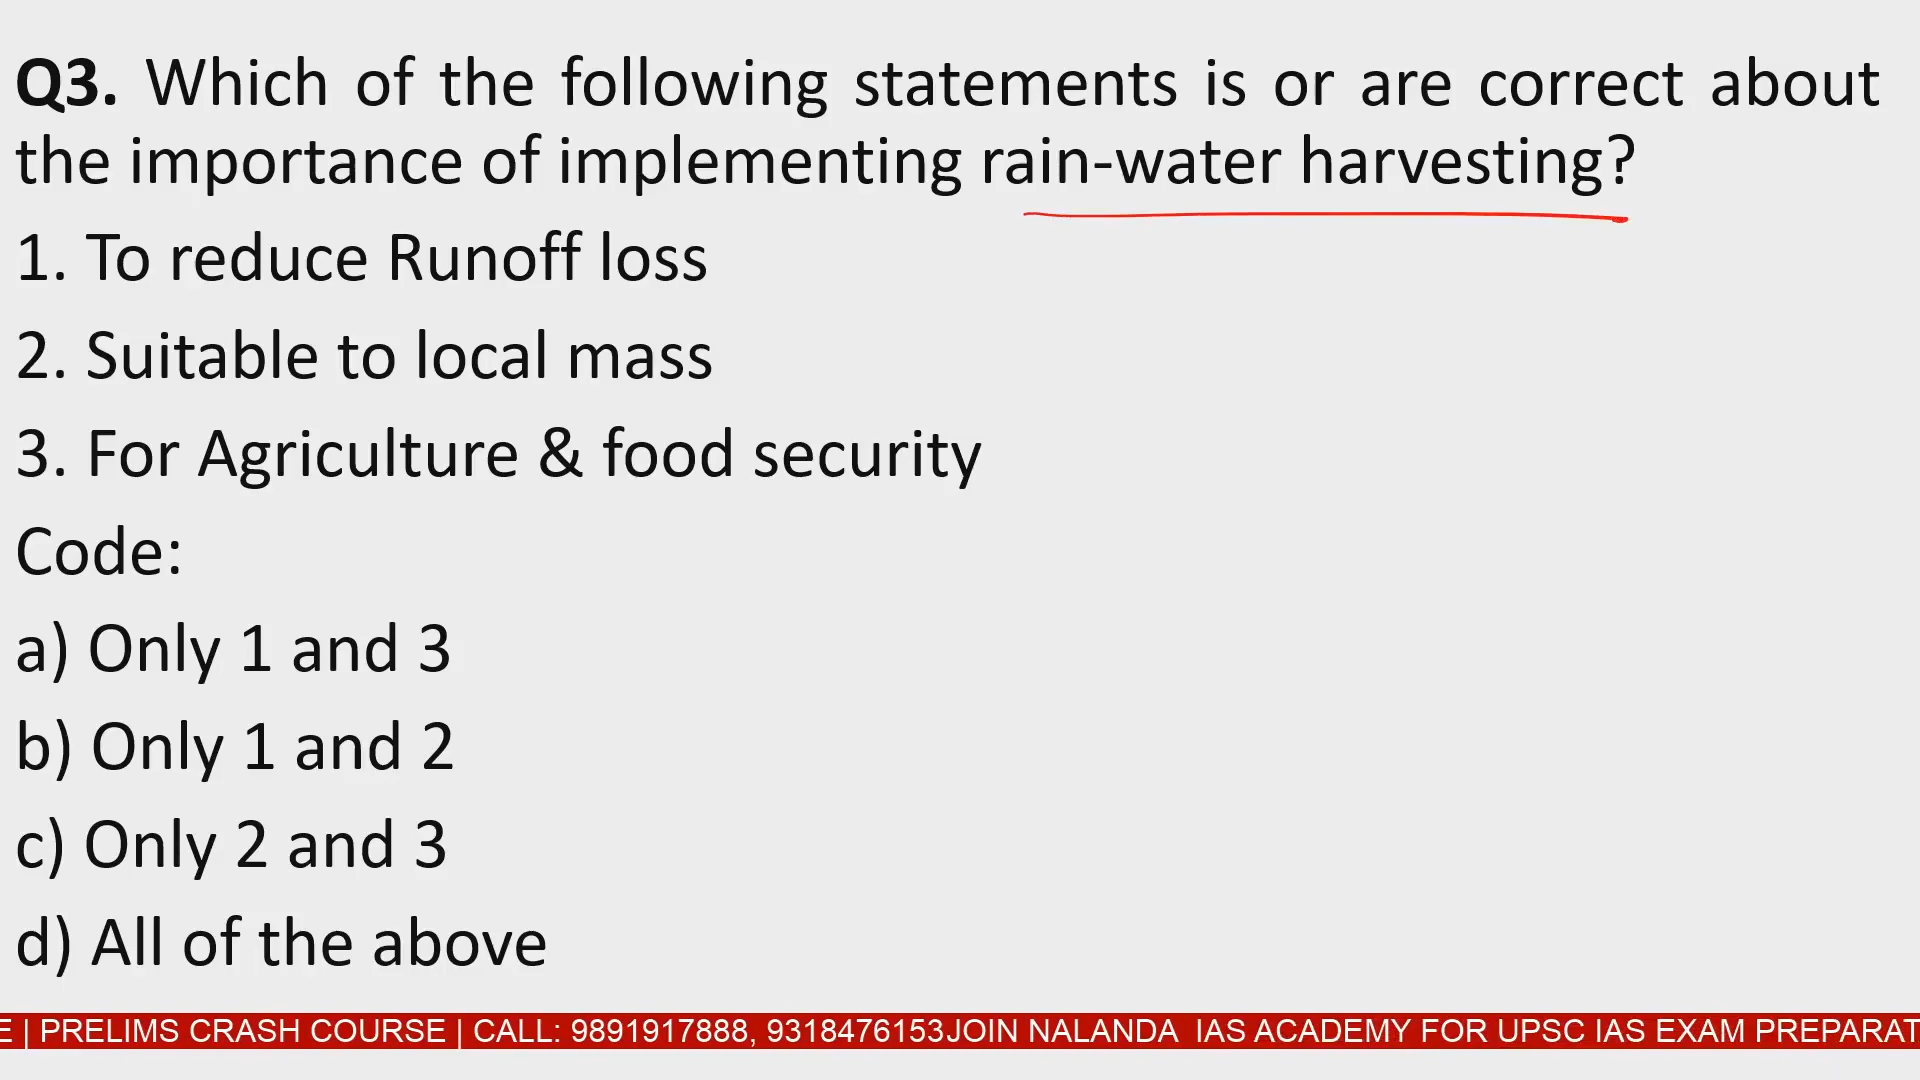 Q3. Which of the following statements is or are correct about
the importance of implementing rain-water harvesting?
1. To reduce Runoff loss
2. Suitable to local mass
3. For Agriculture & food security
Code:
a) Only 1 and 3
b) Only 1 and 2
c) Only 2 and 3
d) All of the above
E | PRELIMS CRASH COURSE | CALL: 9891917888, 9318476153JOIN NALANDA IAS ACADEMY FOR UPSC IAS EXAM PREPARAT